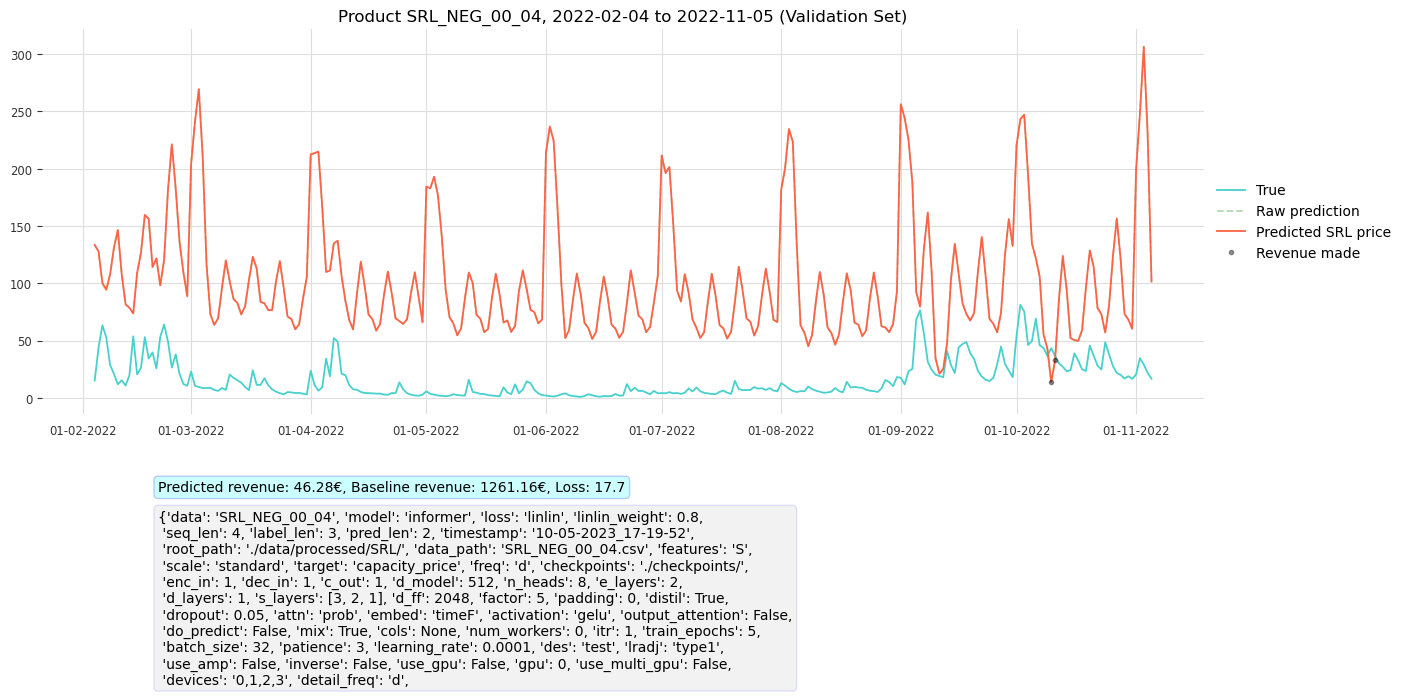 Product SRL_NEG_00_04, 2022-02-04 to 2022-11-05 (Validation Set)
300
250
200
150
100
50
0
01-02-2022 01-03-2022 01-04-2022 01-05-2022 01-06-2022 01-07-2022 01-08-2022 01-09-2022 01-10-2022 01-11-2022
True
Raw prediction
Predicted SRL price
Revenue made
Predicted revenue: 46.28€, Baseline revenue: 1261.16€, Loss: 17.7
{'data': 'SRL_NEG_00_04', 'model': 'informer', 'loss': 'linlin', 'linlin_weight': 0.8,
'seq_len': 4, 'label_len': 3, 'pred_len': 2, 'timestamp': '10-05-2023_17-19-52',
'root_path': './data/processed/SRL/', 'data_path': 'SRL_NEG_00_04.csv', 'features': 'S',
'scale': 'standard', 'target': 'capacity_price', 'freq': 'd', 'checkpoints': './checkpoints/',
'enc_in': 1, 'dec_in': 1, 'c_out': 1, 'd_model': 512, 'n_heads': 8, 'e_layers': 2,
'd_layers': 1, 's_layers': [3, 2, 1], 'd_ff': 2048, 'factor': 5, 'padding': 0, 'distil': True,
'dropout': 0.05, 'attn': 'prob', 'embed': 'timeF', 'activation': 'gelu', 'output_attention': False,
'do_predict': False, 'mix': True, 'cols': None, 'num_workers': 0, 'itr': 1, 'train_epochs': 5,
'batch_size': 32, 'patience': 3, 'learning_rate': 0.0001, 'des': 'test', 'lradj': 'type1',
'use_amp': False, 'inverse': False, 'use_gpu': False, 'gpu': 0, 'use_multi_gpu': False,
'devices': '0,1,2,3', 'detail_freq': 'd',